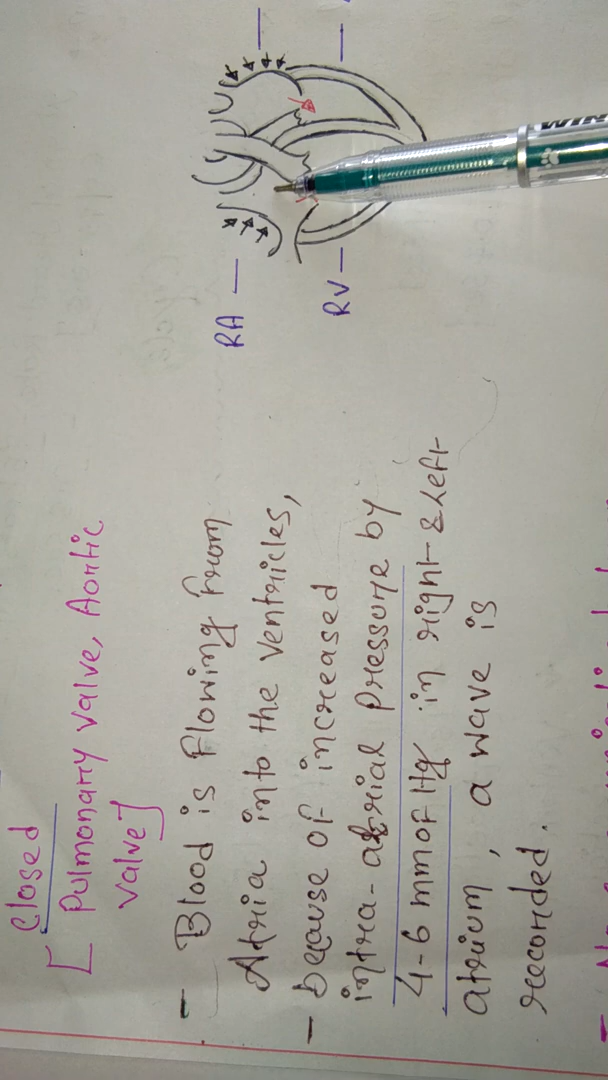 closed
[ Pulmonary valve, Aortic
valve]
- Blood is Flowing from
Atria into the ventricles,
- because of increased
intra-atrial pressure by
4-6 mm of Hg in right & Left
atrium, a wave is
recorded.
RA —
RV —
WIN